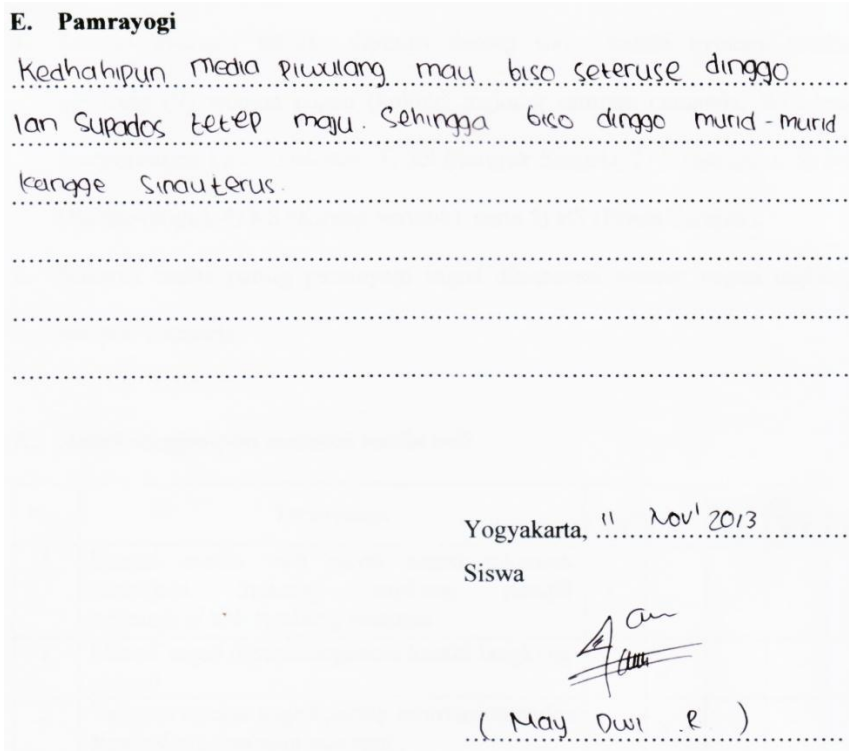 E. Pamrayogi
Kedhahipun media piwulang mau biso seteruse dinggo
lan supados tetep maju. Sehingga biso dinggo murid-murid
kangge sinau terus.
Yogyakarta, 11 Nov' 2013
Siswa
( May Dwi .R )